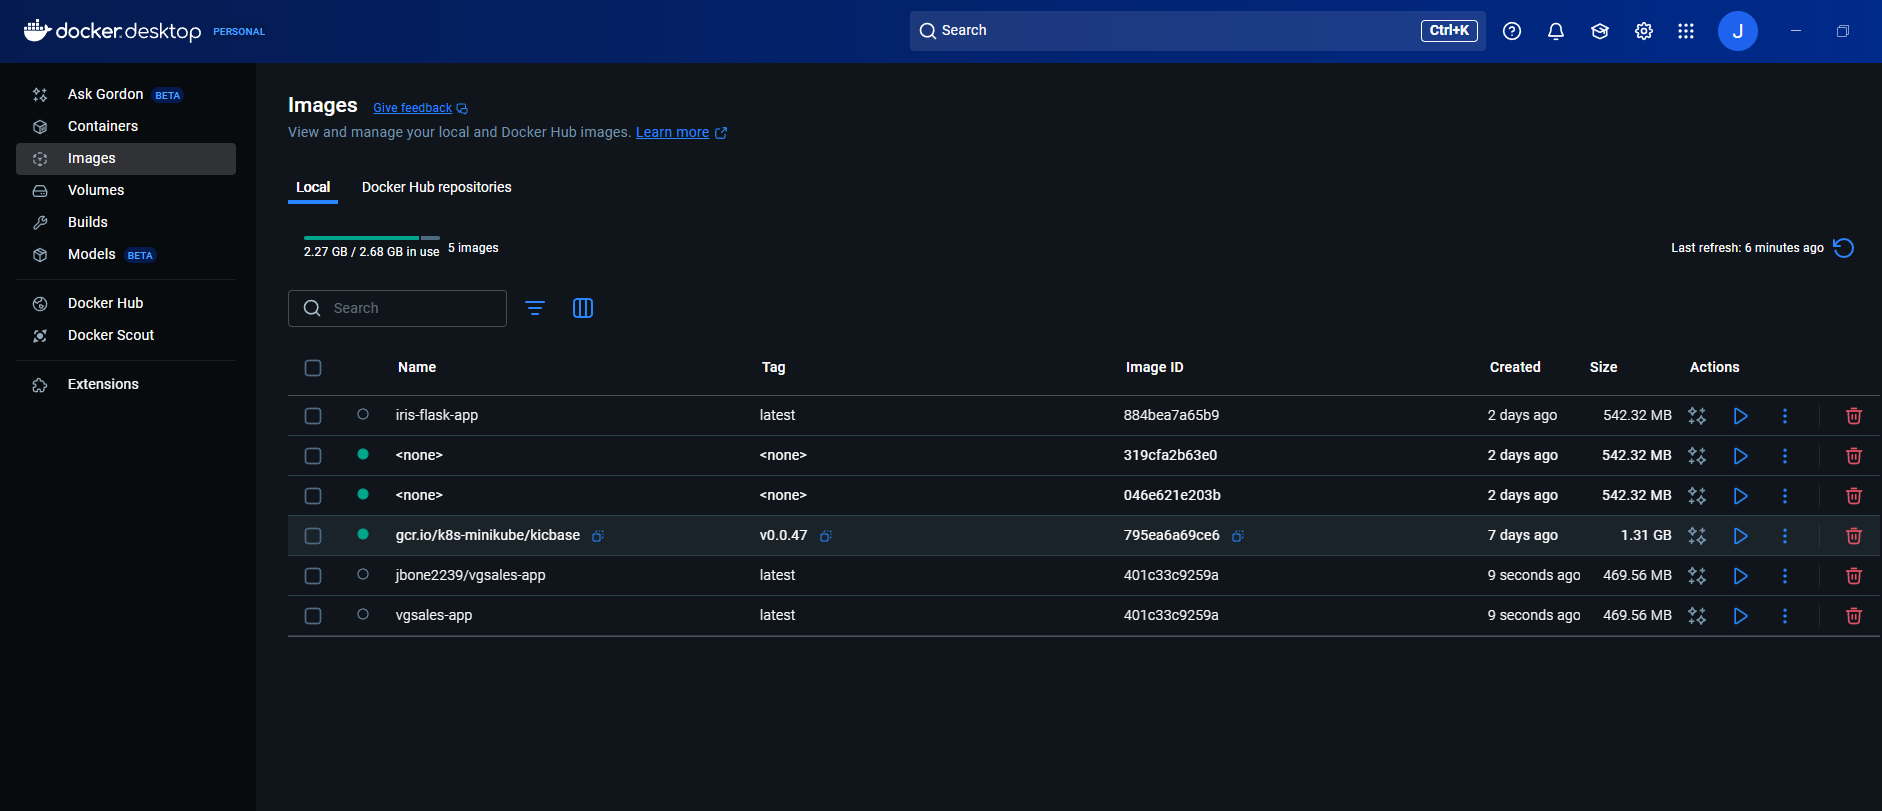 docker.desktop PERSONAL
Search Ctrl+K
J
Ask Gordon BETA
Containers
Images
Volumes
Builds
Models BETA
Docker Hub
Docker Scout
Extensions
Images Give feedback
View and manage your local and Docker Hub images. Learn more
Local Docker Hub repositories
2.27 GB / 2.68 GB in use 5 images
Last refresh: 6 minutes ago
Search
Name Tag Image ID Created Size Actions
iris-flask-app latest 884bea7a65b9 2 days ago 542.32 MB
<none> <none> 319cfa2b63e0 2 days ago 542.32 MB
<none> <none> 046e621e203b 2 days ago 542.32 MB
gcr.io/k8s-minikube/kicbase v0.0.47 795ea6a69ce6 7 days ago 1.31 GB
jbone2239/vgsales-app latest 401c33c9259a 9 seconds ago 469.56 MB
vgsales-app latest 401c33c9259a 9 seconds ago 469.56 MB